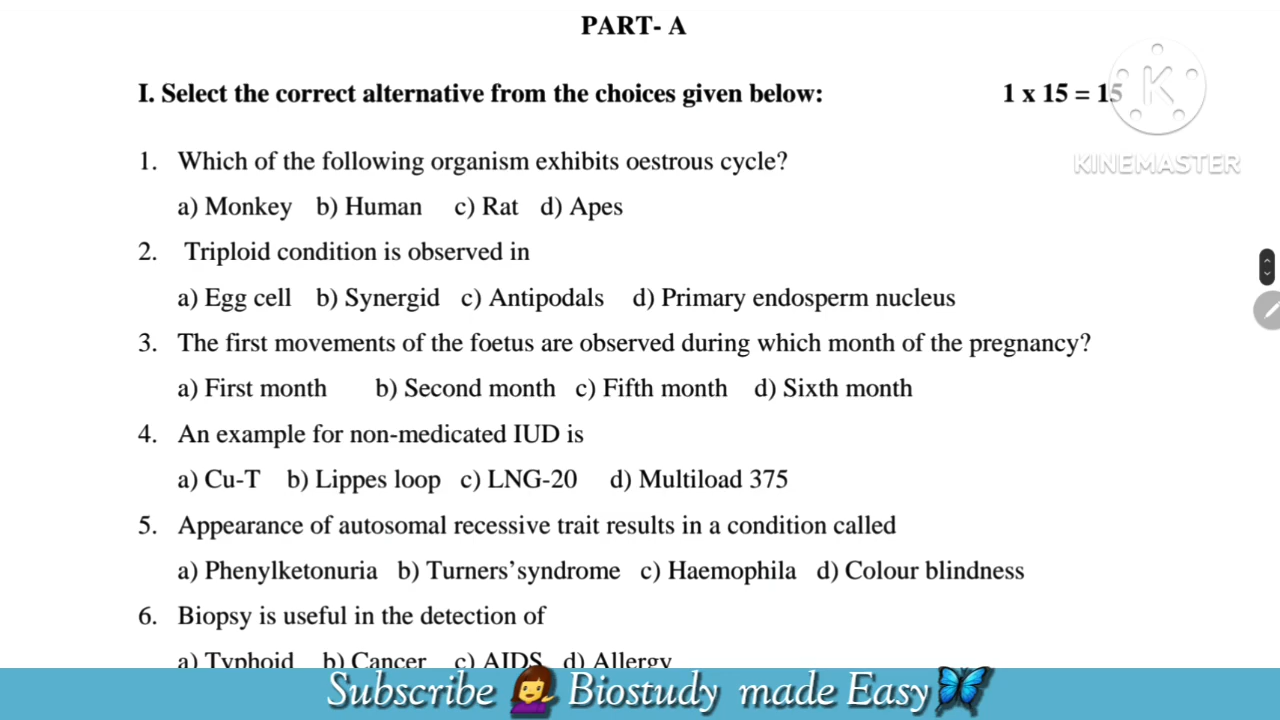 PART- A
I. Select the correct alternative from the choices given below: 1 x 15 = 15
KINEMASTER
1. Which of the following organism exhibits oestrous cycle?
a) Monkey b) Human c) Rat d) Apes
2. Triploid condition is observed in
a) Egg cell b) Synergid c) Antipodals d) Primary endosperm nucleus
3. The first movements of the foetus are observed during which month of the pregnancy?
a) First month b) Second month c) Fifth month d) Sixth month
4. An example for non-medicated IUD is
a) Cu-T b) Lippes loop c) LNG-20 d) Multiload 375
5. Appearance of autosomal recessive trait results in a condition called
a) Phenylketonuria b) Turners’syndrome c) Haemophila d) Colour blindness
6. Biopsy is useful in the detection of
a) Typhoid b) Cancer c) AIDS d) Allergy
Subscribe 💁‍♀️ Biostudy made Easy🦋